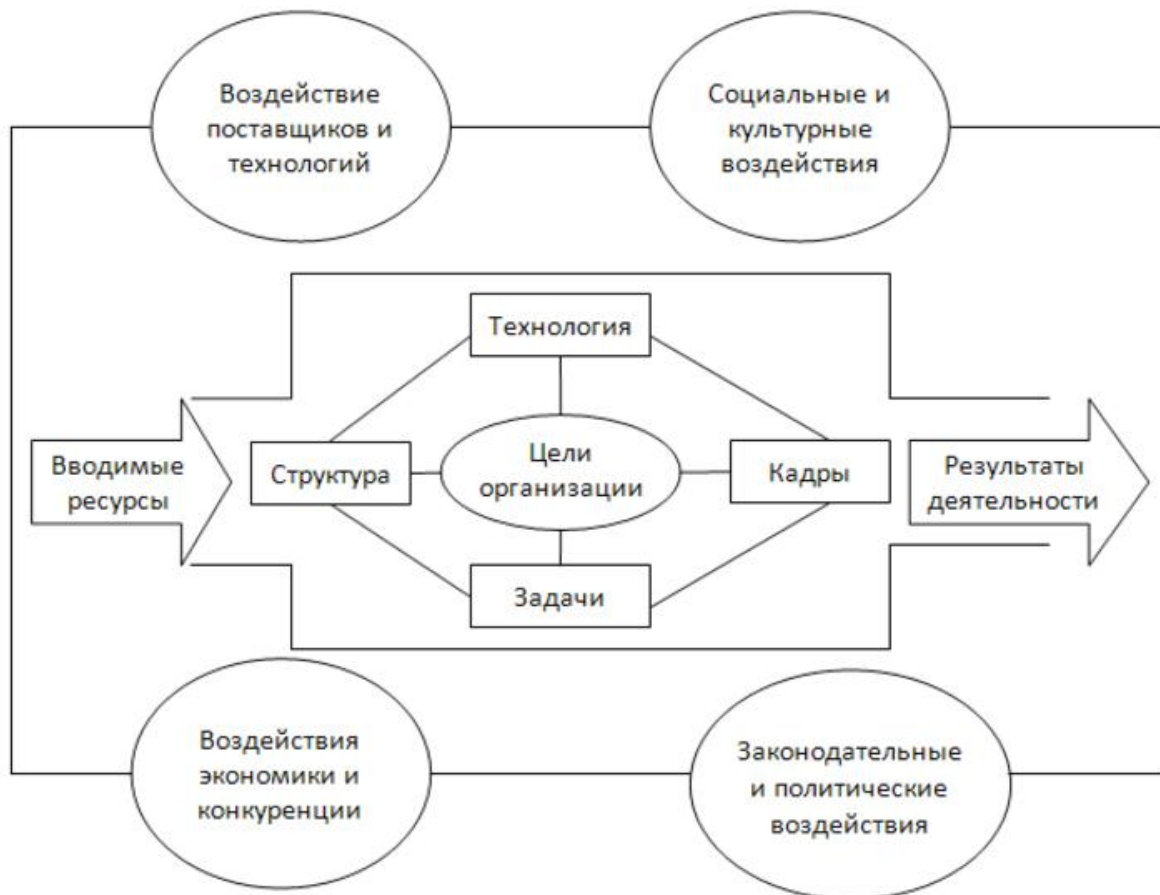 Воздействие
поставщиков и
технологий
Социальные и
культурные
воздействия
Технология
Вводимые
ресурсы
Структура
Цели
организации
Кадры
Результаты
деятельности
Задачи
Воздействия
экономики и
конкуренции
Законодательные
и политические
воздействия